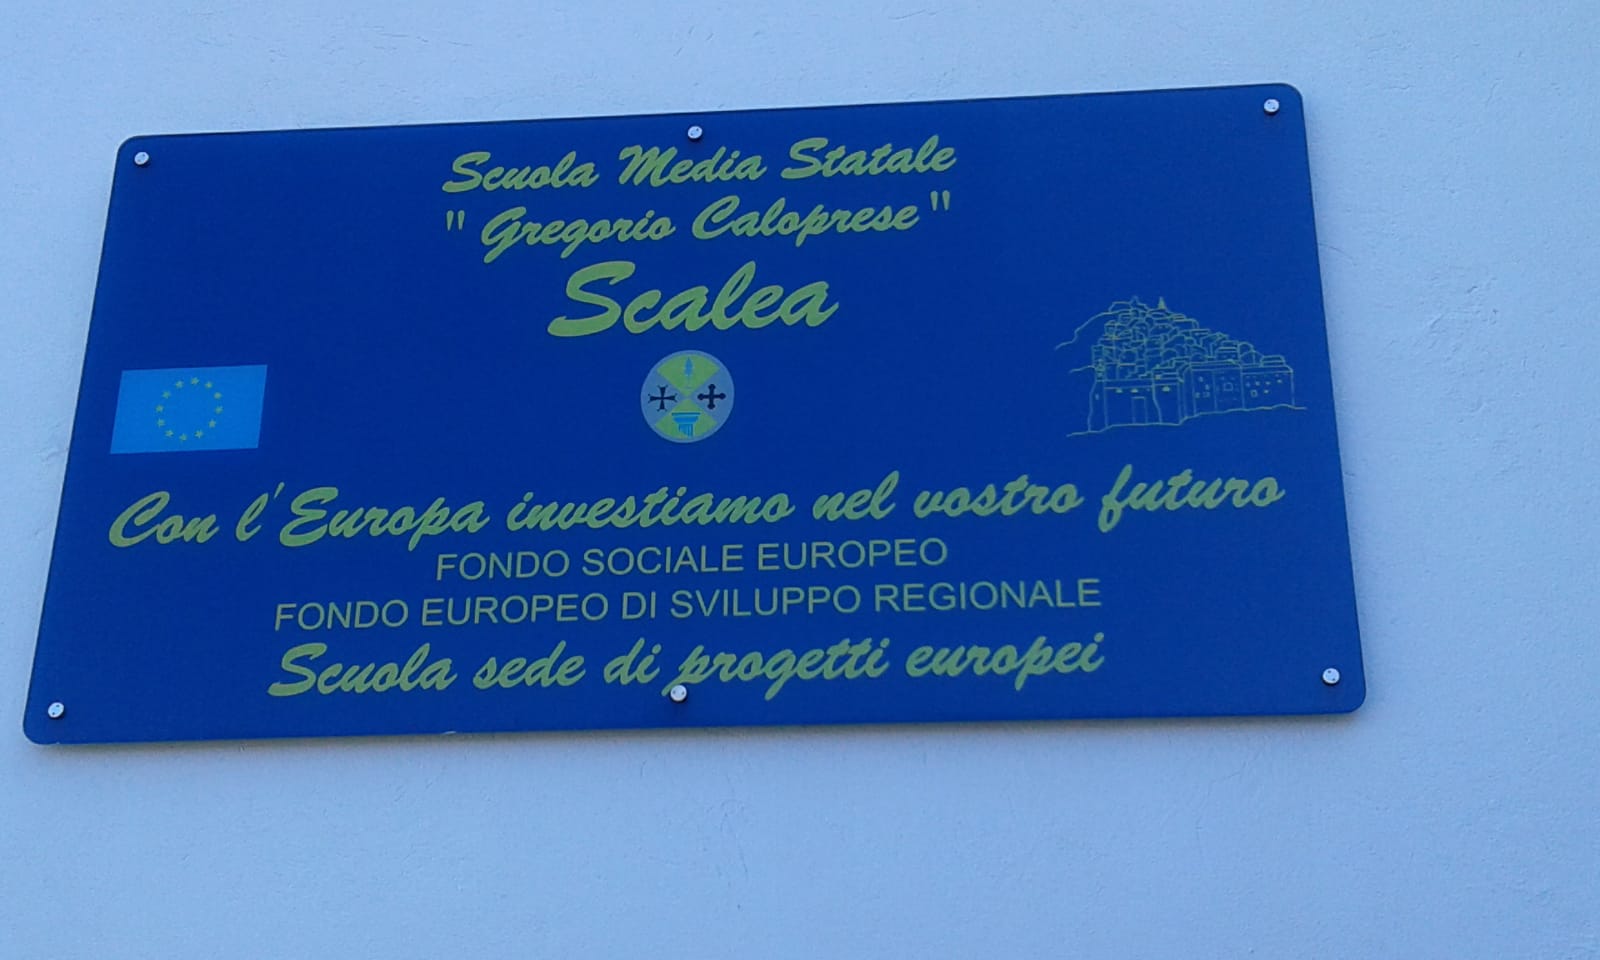 Scuola Media Statale
" Gregorio Caloprese "
Scalea
Con l'Europa investiamo nel vostro futuro
FONDO SOCIALE EUROPEO
FONDO EUROPEO DI SVILUPPO REGIONALE
Scuola sede di progetti europei